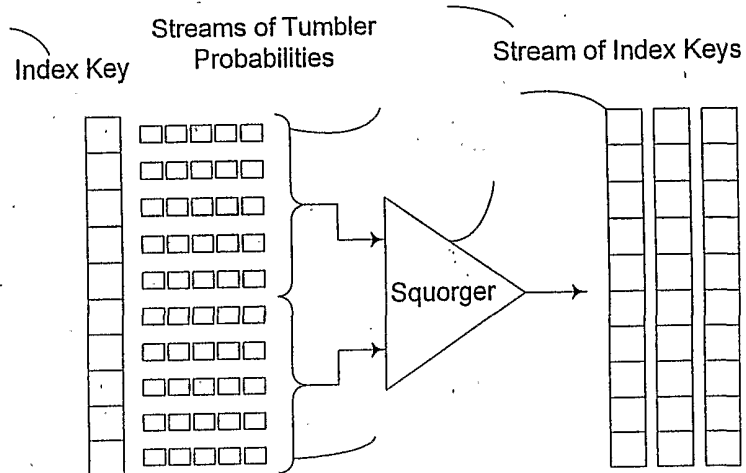 Streams of Tumbler
Probabilities
Index Key
Stream of Index Keys
Squorger